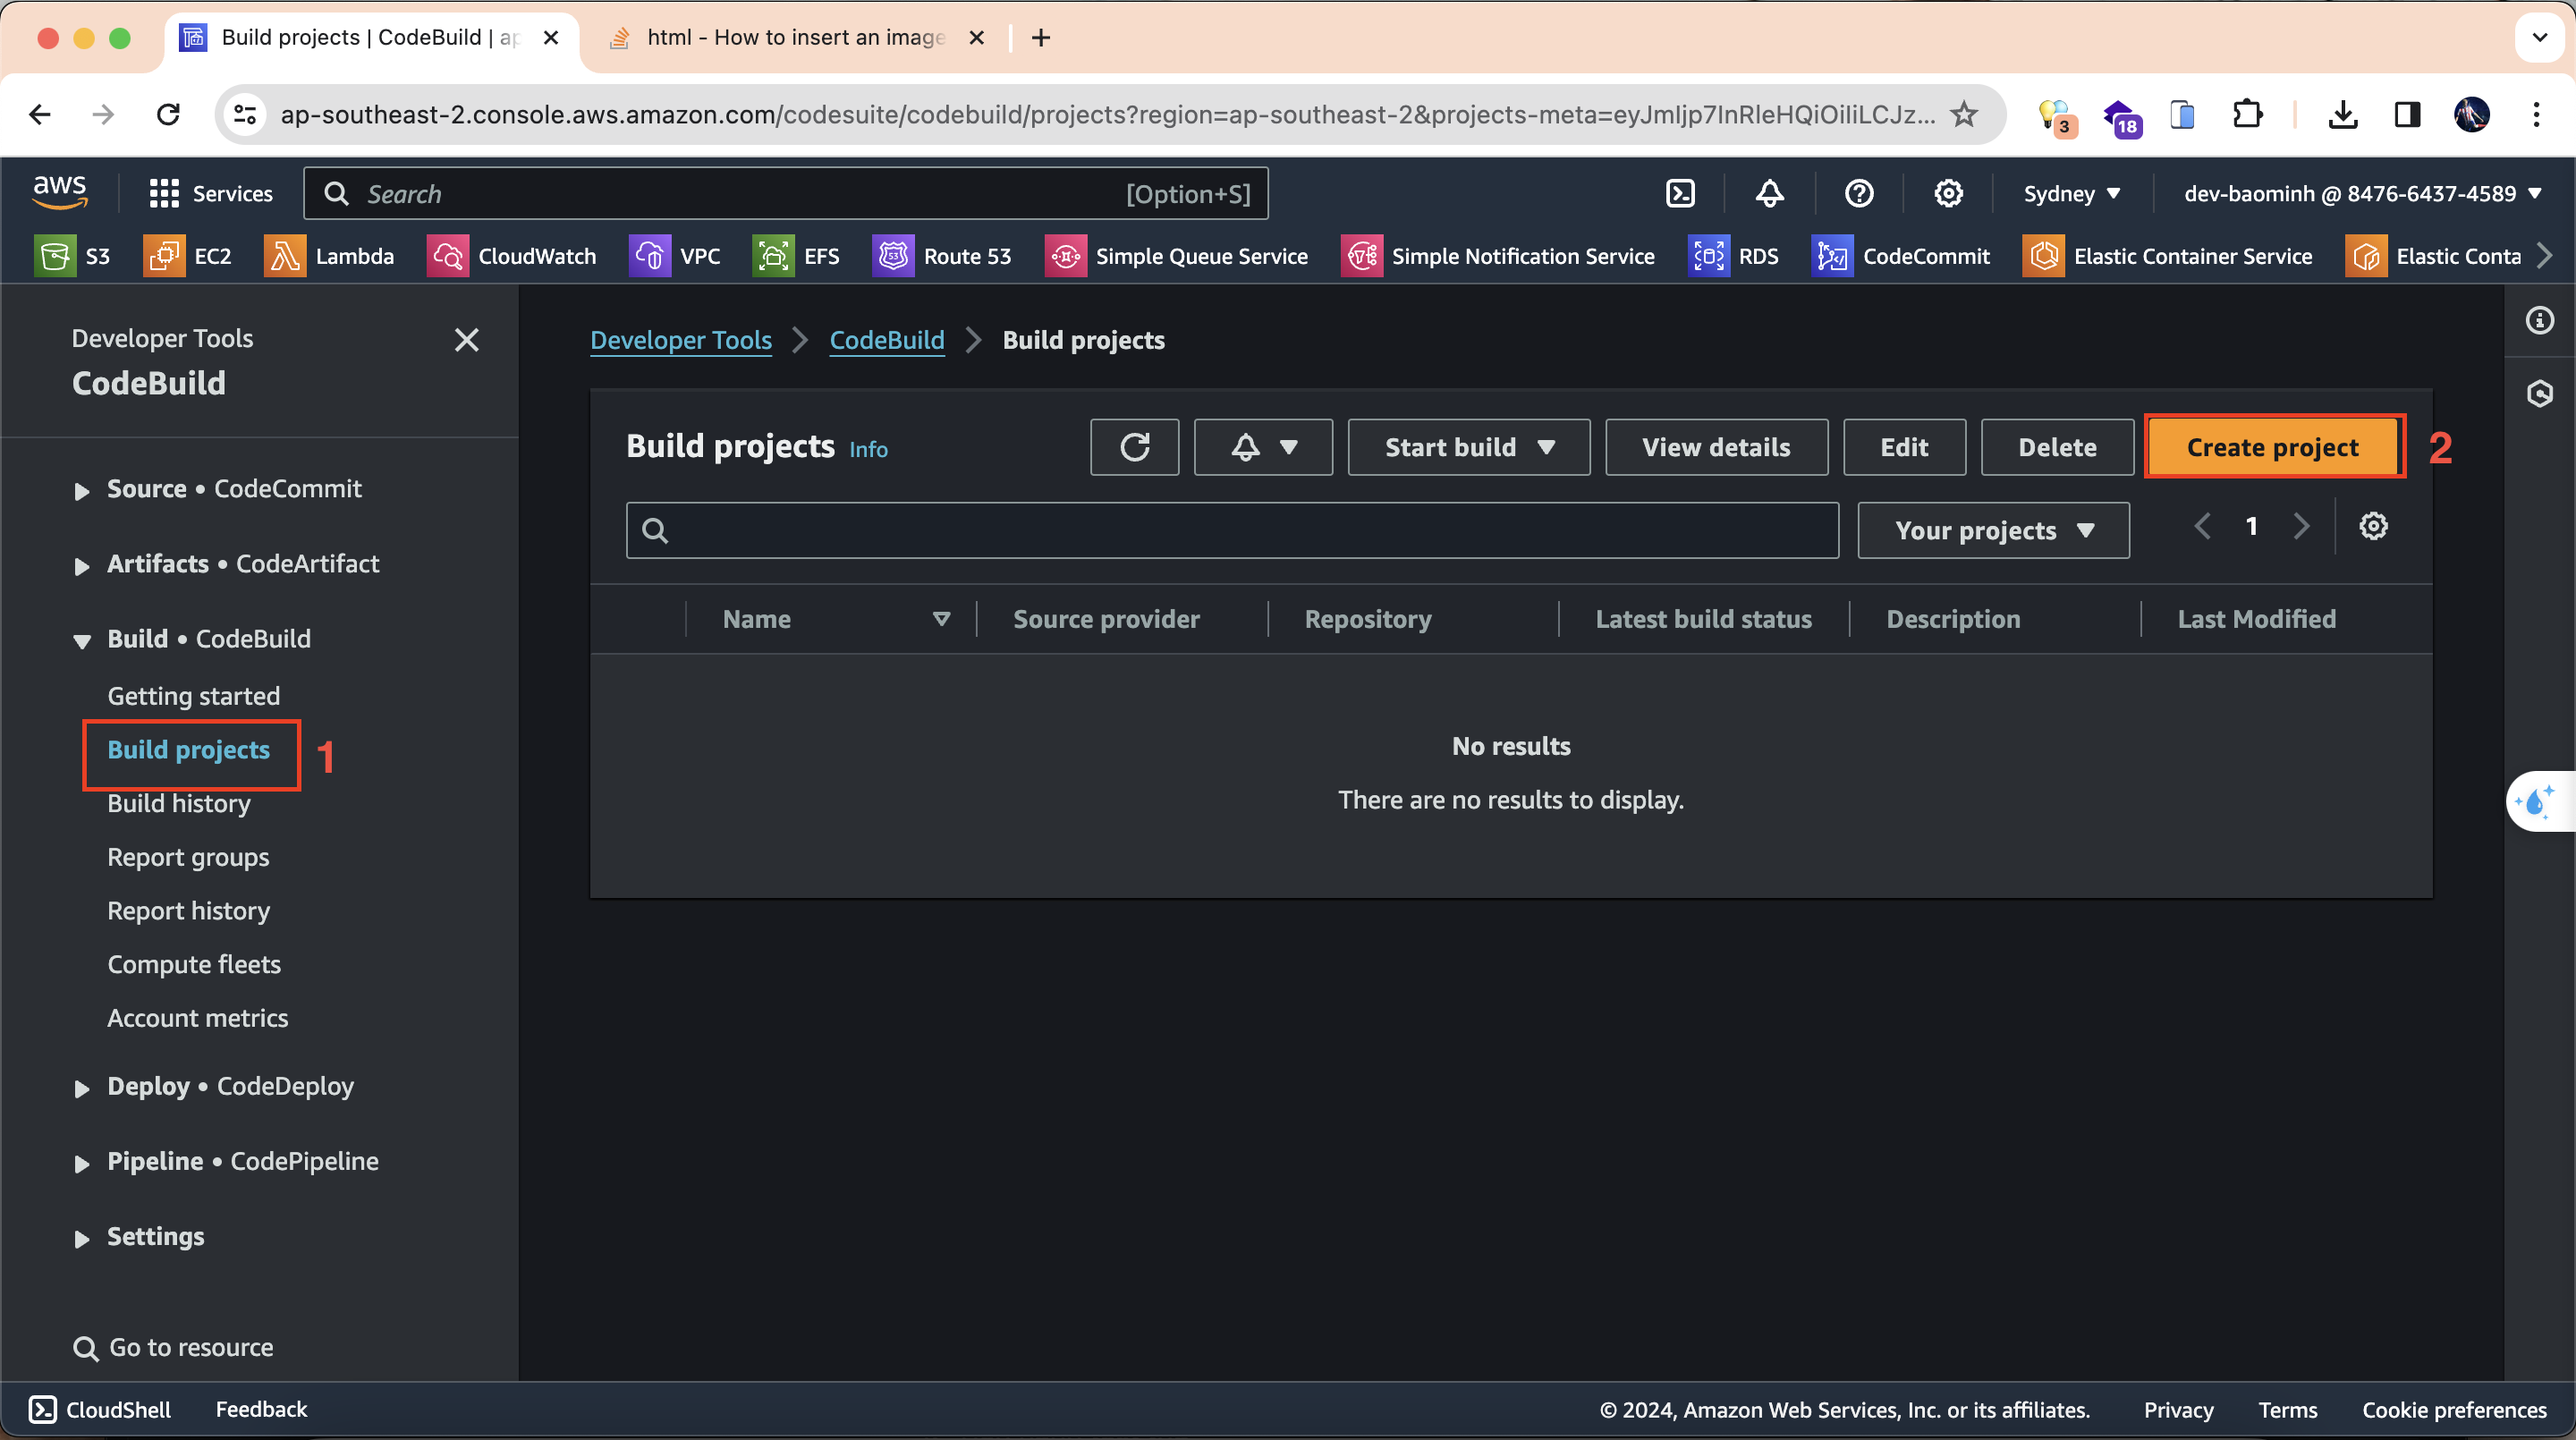 Build projects | CodeBuild | ap
html - How to insert an image
ap-southeast-2.console.aws.amazon.com/codesuite/codebuild/projects?region=ap-southeast-2&projects-meta=eyJmIjp7InRleHQiOiIiLCJz...
3
18
aws
Services
Search
[Option+S]
Sydney
dev-baominh @ 8476-6437-4589
S3
EC2
Lambda
CloudWatch
VPC
EFS
Route 53
Simple Queue Service
Simple Notification Service
RDS
CodeCommit
Elastic Container Service
Elastic Conta
Developer Tools
CodeBuild
Source • CodeCommit
Artifacts • CodeArtifact
Build • CodeBuild
Getting started
Build projects
1
Build history
Report groups
Report history
Compute fleets
Account metrics
Deploy • CodeDeploy
Pipeline • CodePipeline
Settings
Go to resource
Developer Tools
CodeBuild
Build projects
Build projects
Info
Start build
View details
Edit
Delete
Create project
2
Your projects
1
Name
Source provider
Repository
Latest build status
Description
Last Modified
No results
There are no results to display.
CloudShell
Feedback
© 2024, Amazon Web Services, Inc. or its affiliates.
Privacy
Terms
Cookie preferences